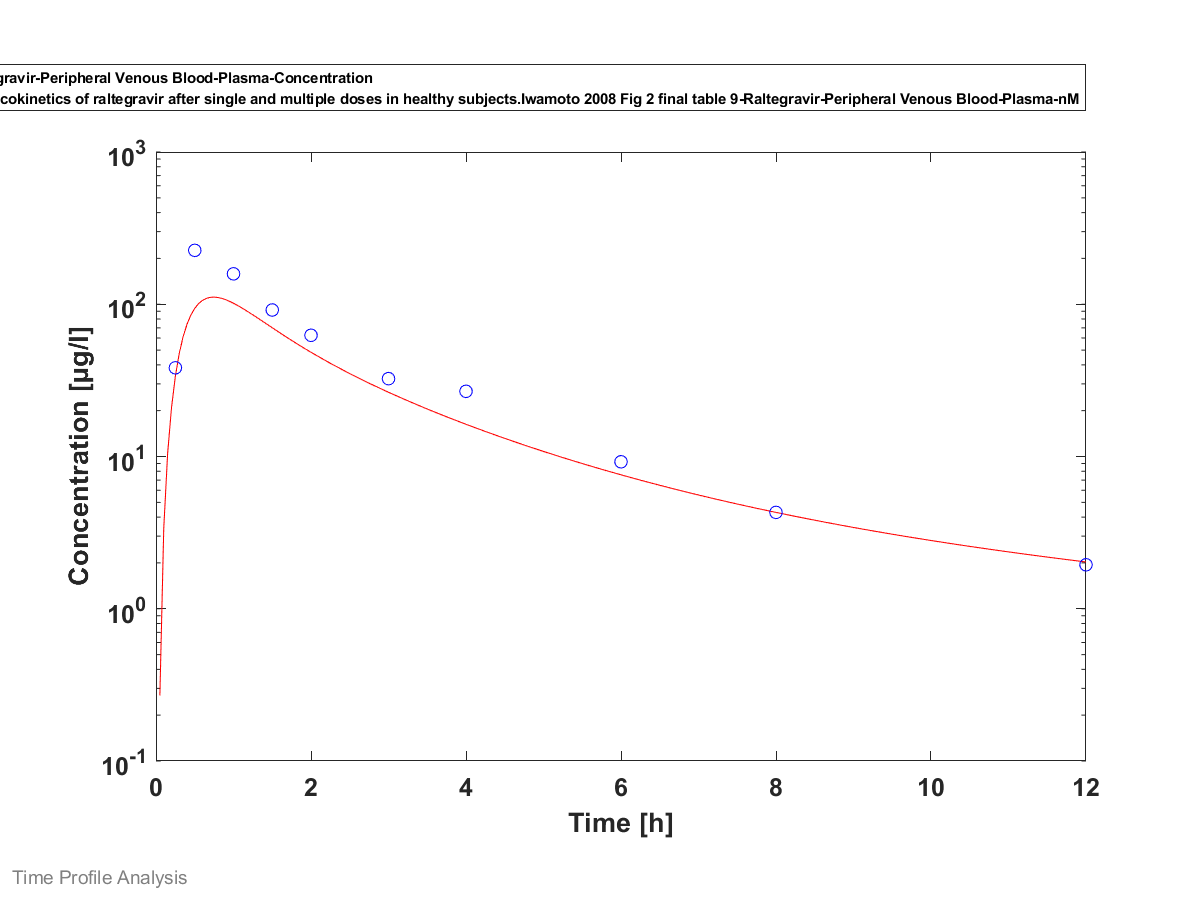 gravir-Peripheral Venous Blood-Plasma-Concentration
cokinetics of raltegravir after single and multiple doses in healthy subjects.Iwamoto 2008 Fig 2 final table 9-Raltegravir-Peripheral Venous Blood-Plasma-nM
10³
10²
10¹
10⁰
10⁻¹
Concentration [µg/l]
0 2 4 6 8 10 12
Time [h]
Time Profile Analysis